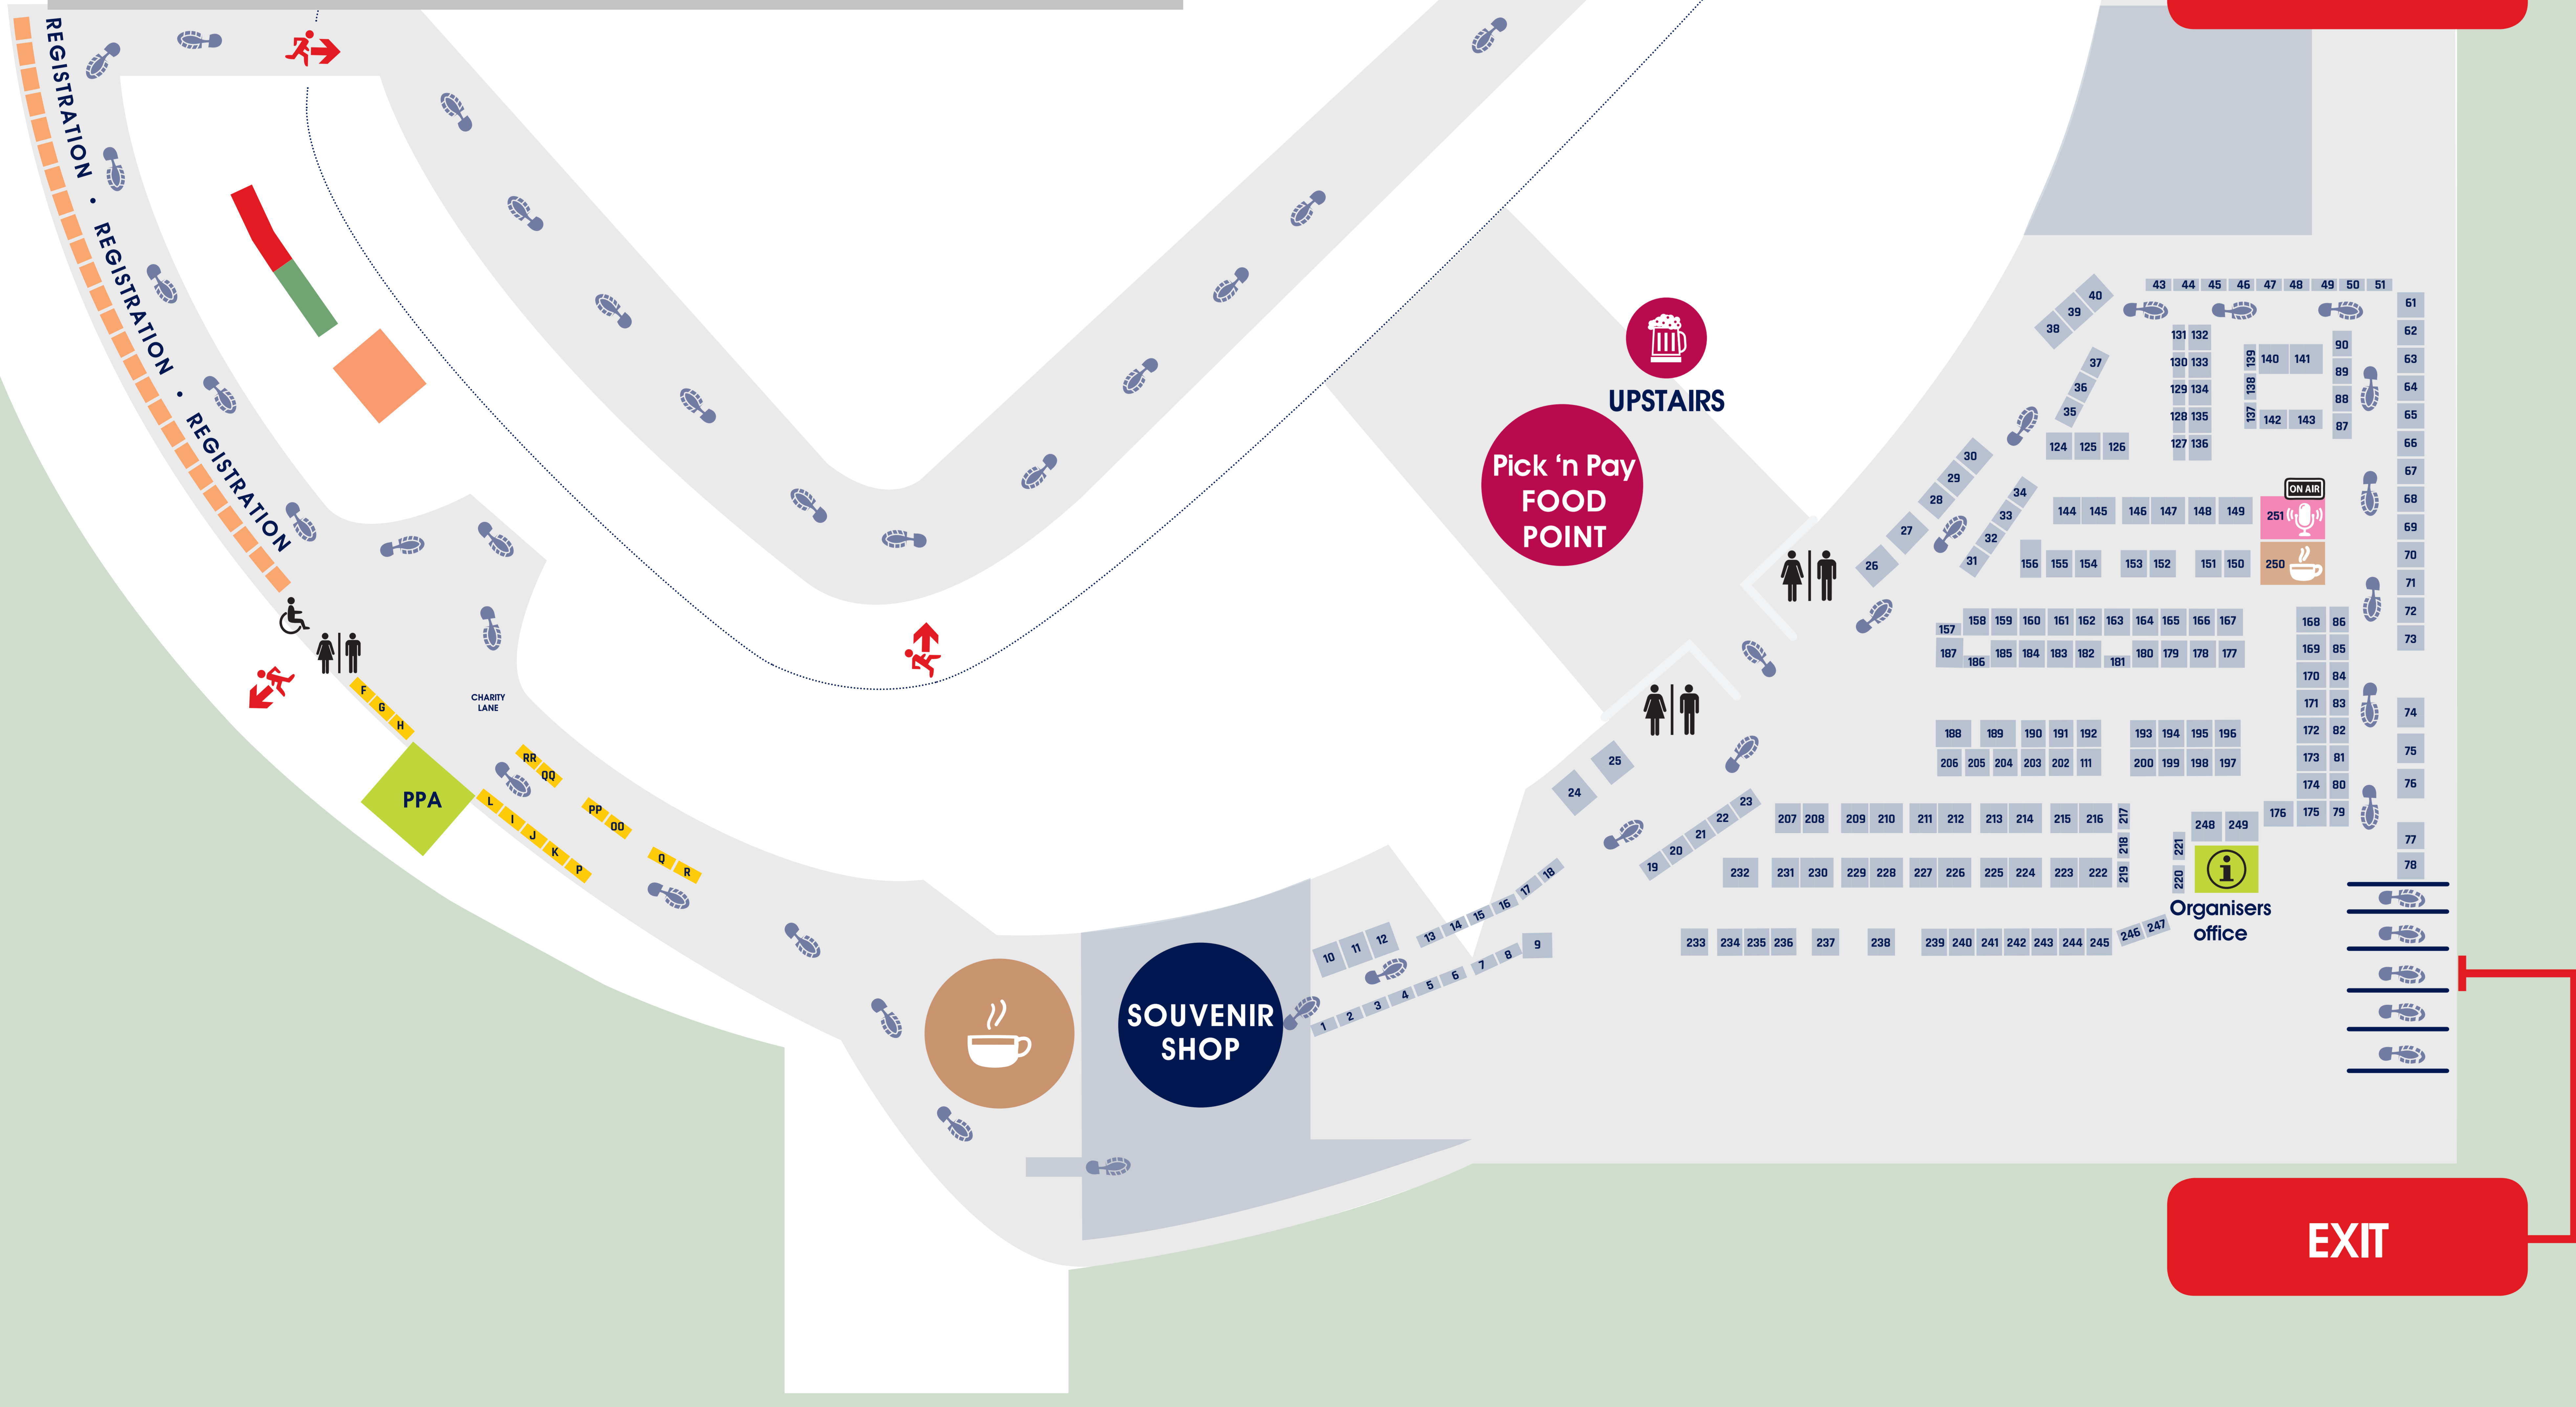 REGISTRATION • REGISTRATION • REGISTRATION
UPSTAIRS
Pick ‘n Pay
FOOD
POINT
CHARITY
LANE
F
G
H
PPA
RR
QQ
PP
OO
Q
R
L
I
J
K
P
SOUVENIR
SHOP
1 2 3 4 5 6 7 8 9
10 11 12
13 14 15 16 17 18
19 20 21 22 23
24 25
26 27 28 29 30
31 32 33 34
35 36 37
38 39 40
43 44 45 46 47 48 49 50 51
61
62
63
64
65
66
67
68
69
70
71
72
73
74
75
76
77
78
131 132
130 133
129 134
128 135
127 136
139 140 141
138
137 142 143
90
89
88
87
124 125 126
144 145 146 147 148 149
ON AIR
251
156 155 154 153 152 151 150
250
157 158 159 160 161 162 163 164 165 166 167
187 186 185 184 183 182 181 180 179 178 177
168 86
169 85
170 84
171 83
172 82
173 81
174 80
176 175 79
188 189 190 191 192 193 194 195 196
206 205 204 203 202 111 200 199 198 197
207 208 209 210 211 212 213 214 215 216 217
218
232 231 230 229 228 227 226 225 224 223 222 219
221
220
248 249
Organisers
office
233 234 235 236 237 238 239 240 241 242 243 244 245 246 247
EXIT